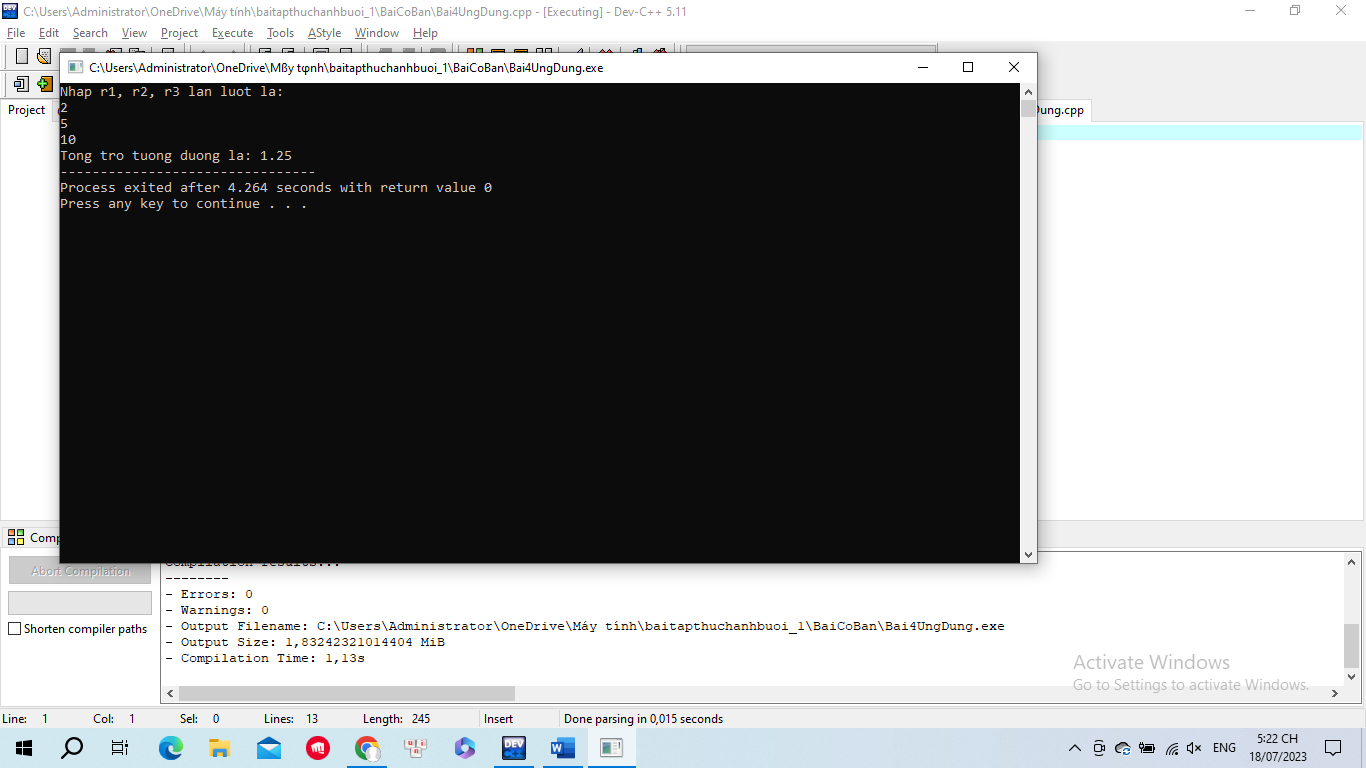 C:\Users\Administrator\OneDrive\Máy tính\baitapthuchanhbuoi_1\BaiCoBan\Bai4UngDung.cpp - [Executing] - Dev-C++ 5.11
File Edit Search View Project Execute Tools AStyle Window Help
C:\Users\Administrator\OneDrive\Mßy tφnh\baitapthuchanhbuoi_1\BaiCoBan\Bai4UngDung.exe
Project
Dung.cpp
Nhap r1, r2, r3 lan luot la:
2
5
10
Tong tro tuong duong la: 1.25
--------------------------------
Process exited after 4.264 seconds with return value 0
Press any key to continue . . .
Comp
Abort Compilation
Shorten compiler paths
Compilation results...
--------
- Errors: 0
- Warnings: 0
- Output Filename: C:\Users\Administrator\OneDrive\Máy tính\baitapthuchanhbuoi_1\BaiCoBan\Bai4UngDung.exe
- Output Size: 1,83242321014404 MiB
- Compilation Time: 1,13s
Activate Windows
Go to Settings to activate Windows.
Line: 1 Col: 1 Sel: 0 Lines: 13 Length: 245 Insert Done parsing in 0,015 seconds
DEV
ENG
5:22 CH
18/07/2023